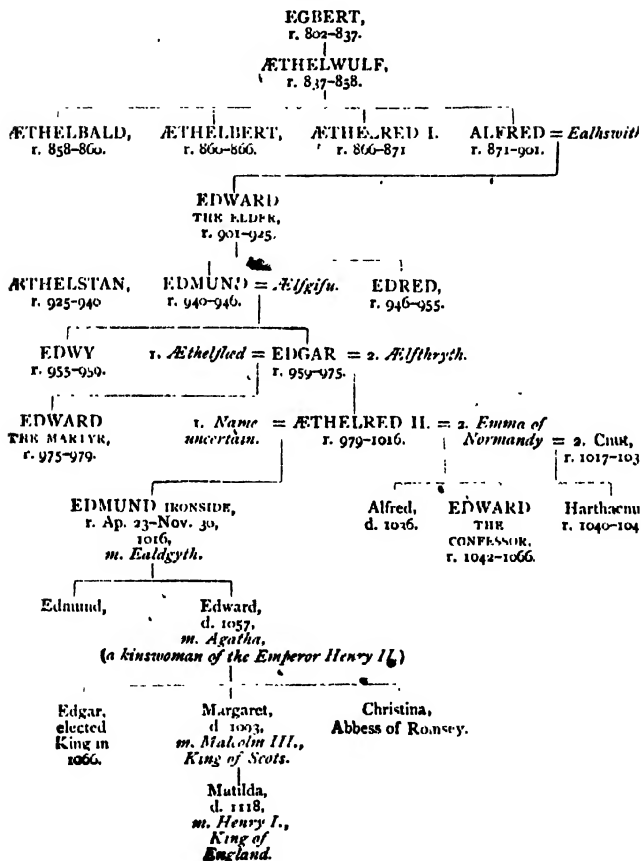 EGBERT,
r. 802–837.
ÆTHELWULF,
r. 837–858.
ÆTHELBALD, ÆTHELBERT, ÆTHELRED I. ALFRED = Ealhswith
r. 858–860. r. 860–866. r. 866–871 r. 871–901.
EDWARD
THE ELDER,
r. 901–925.
ÆTHELSTAN, EDMUND = Ælfgifu. EDRED,
r. 925–940 r. 940–946. r. 946–955.
EDWY 1. Æthelflæd = EDGAR = 2. Ælfthryth.
r. 955–959. r. 959–975.
EDWARD 1. Name = ÆTHELRED II. = 2. Emma of
THE MARTYR, uncertain. r. 979–1016. Normandy = 2. Cnut,
r. 975–979. r. 1017–103
EDMUND IRONSIDE, Alfred, EDWARD Harthacnu
r. Ap. 23–Nov. 30, d. 1036. THE r. 1040–104
1016, CONFESSOR,
m. Ealdgyth. r. 1042–1066.
Edmund, Edward,
d. 1057,
m. Agatha,
(a kinswoman of the Emperor Henry II.)
Edgar, Margaret, Christina,
elected d 1093, Abbess of Romsey.
King in m. Malcolm III.,
1066. King of Scots.
Matilda,
d. 1118,
m. Henry I.,
King of
England.